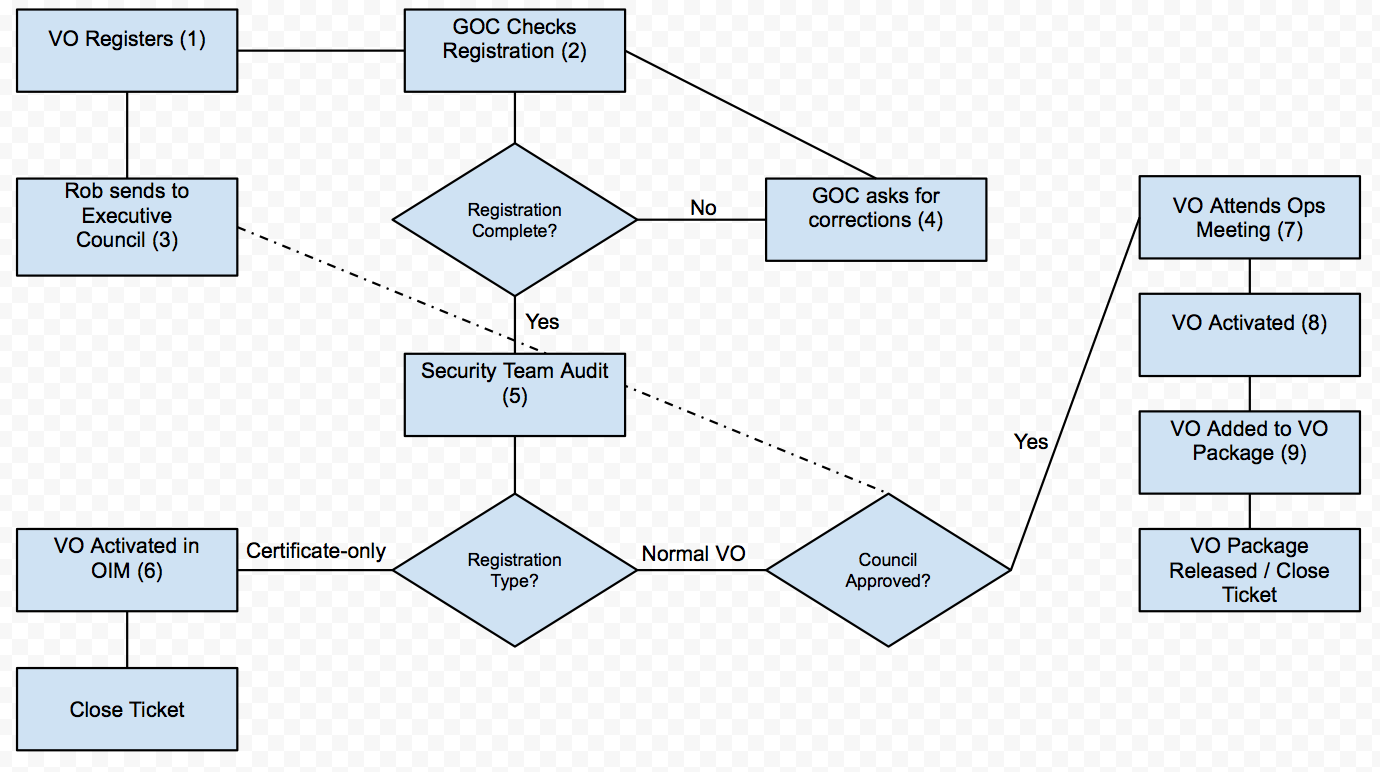 VO Registers (1)
GOC Checks
Registration (2)
Rob sends to
Executive
Council (3)
Registration
Complete?
No
GOC asks for
corrections (4)
VO Attends Ops
Meeting (7)
Yes
VO Activated (8)
Security Team Audit
(5)
VO Added to VO
Package (9)
Yes
VO Activated in
OIM (6)
Certificate-only
Registration
Type?
Normal VO
Council
Approved?
VO Package
Released / Close
Ticket
Close Ticket